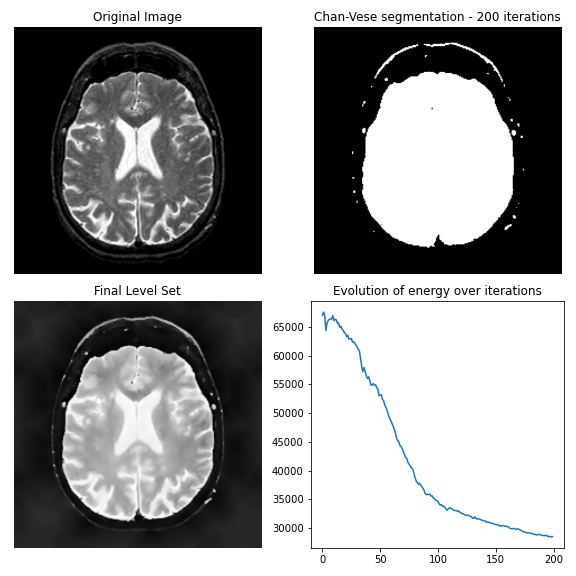 Original Image
Chan-Vese segmentation - 200 iterations
Final Level Set
Evolution of energy over iterations
65000
60000
55000
50000
45000
40000
35000
30000
0 50 100 150 200